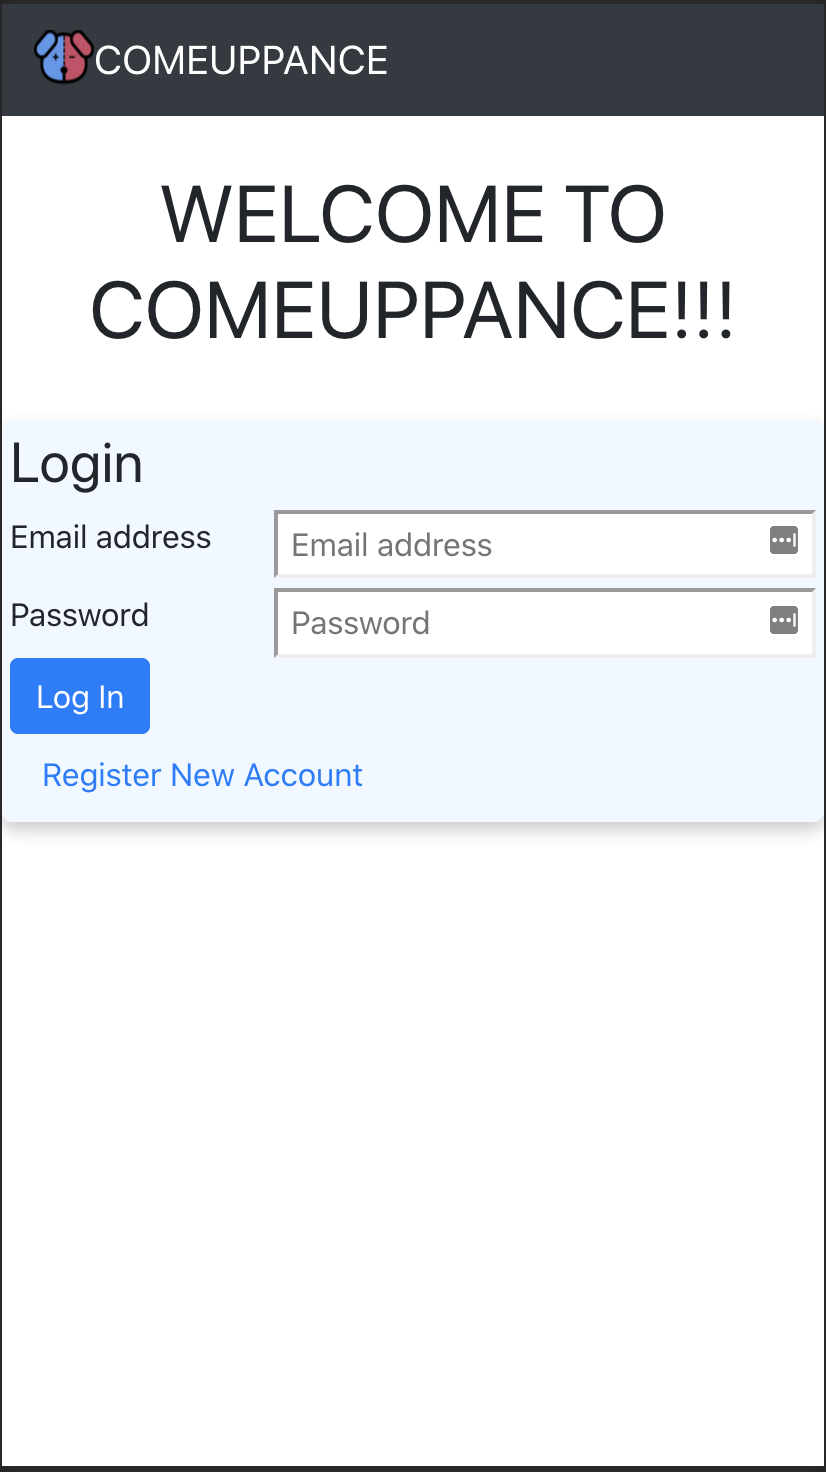 COMEUPPANCE
WELCOME TO
COMEUPPANCE!!!
Login
Email address
Email address
Password
Password
Log In
Register New Account